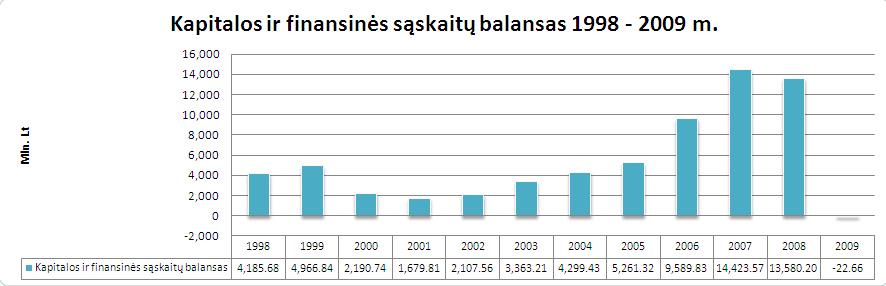 Kapitalos ir finansinės sąskaitų balansas 1998 - 2009 m.
Mln. Lt
16,000
14,000
12,000
10,000
8,000
6,000
4,000
2,000
0
-2,000
1998 1999 2000 2001 2002 2003 2004 2005 2006 2007 2008 2009
Kapitalos ir finansinės sąskaitų balansas 4,185.68 4,966.84 2,190.74 1,679.81 2,107.56 3,363.21 4,299.43 5,261.32 9,589.83 14,423.57 13,580.20 -22.66